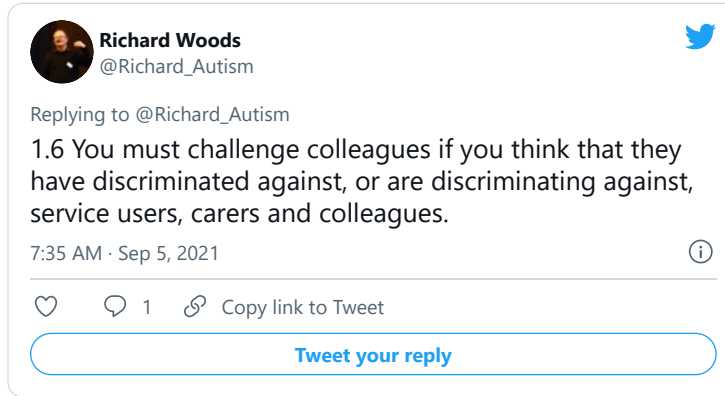 Richard Woods
@Richard_Autism
Replying to @Richard_Autism
1.6 You must challenge colleagues if you think that they
have discriminated against, or are discriminating against,
service users, carers and colleagues.
7:35 AM · Sep 5, 2021
1 Copy link to Tweet
Tweet your reply